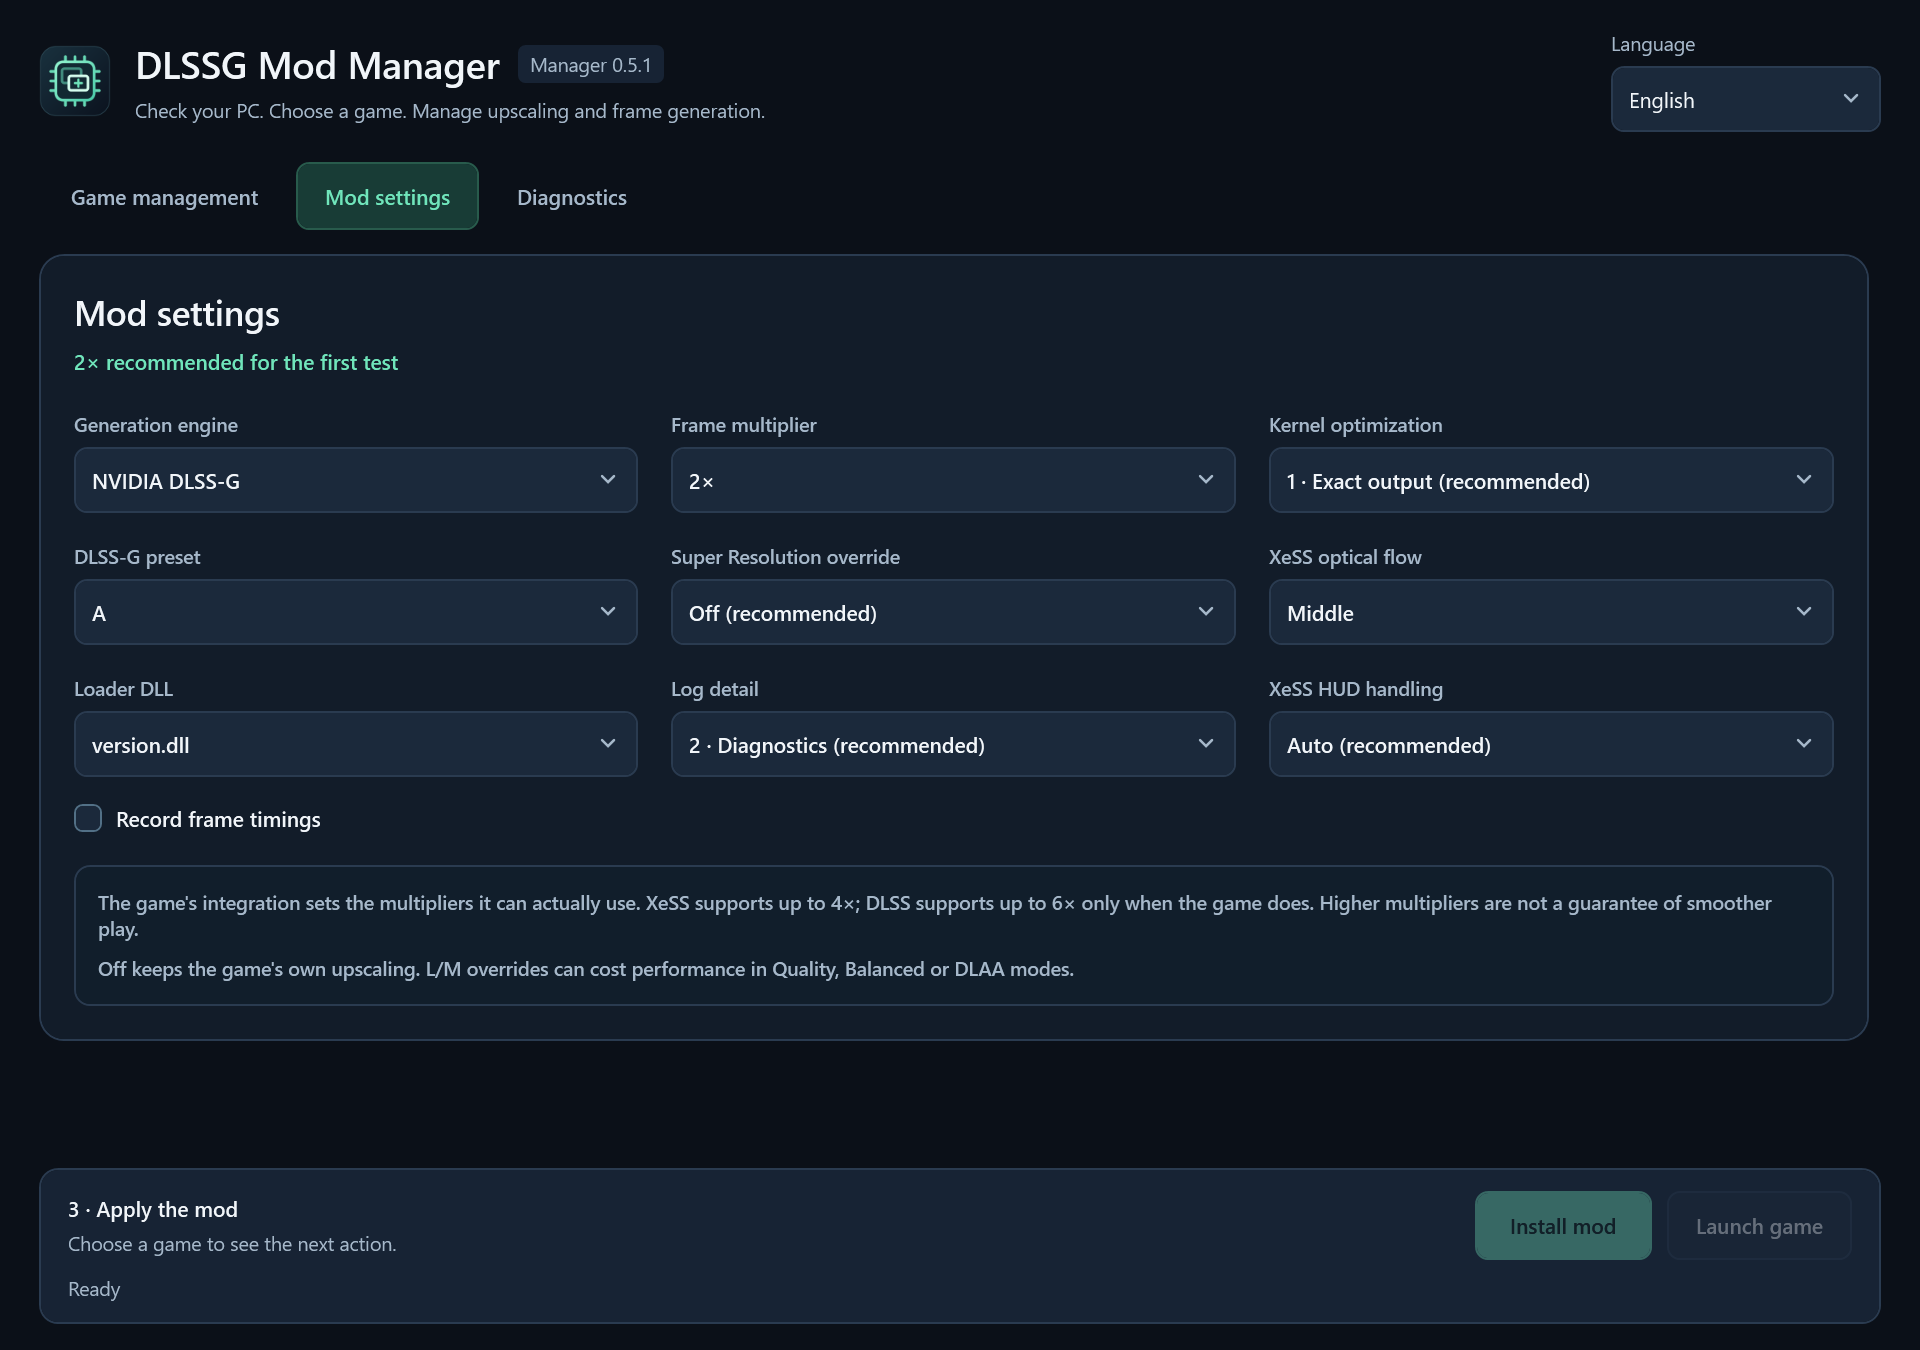 DLSSG Mod Manager
Manager 0.5.1
Check your PC. Choose a game. Manage upscaling and frame generation.
Language
English
Game management
Mod settings
Diagnostics
Mod settings
2× recommended for the first test
Generation engine
NVIDIA DLSS-G
Frame multiplier
2×
Kernel optimization
1 · Exact output (recommended)
DLSS-G preset
A
Super Resolution override
Off (recommended)
XeSS optical flow
Middle
Loader DLL
version.dll
Log detail
2 · Diagnostics (recommended)
XeSS HUD handling
Auto (recommended)
Record frame timings
The game's integration sets the multipliers it can actually use. XeSS supports up to 4×; DLSS supports up to 6× only when the game does. Higher multipliers are not a guarantee of smoother
play.
Off keeps the game's own upscaling. L/M overrides can cost performance in Quality, Balanced or DLAA modes.
3 · Apply the mod
Choose a game to see the next action.
Ready
Install mod
Launch game